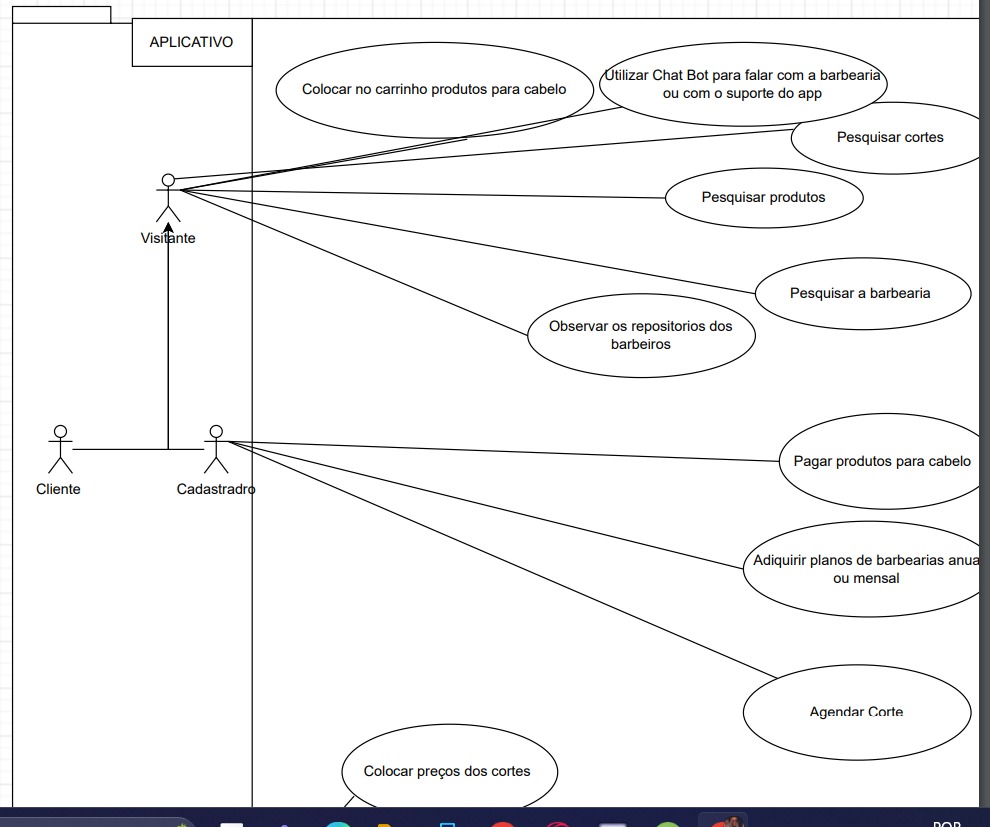 APLICATIVO
Colocar no carrinho produtos para cabelo
Utilizar Chat Bot para falar com a barbearia
ou com o suporte do app
Pesquisar cortes
Pesquisar produtos
Visitante
Pesquisar a barbearia
Observar os repositorios dos
barbeiros
Pagar produtos para cabelo
Cliente
Cadastradro
Adiquirir planos de barbearias anua
ou mensal
Agendar Corte
Colocar preços dos cortes
POR